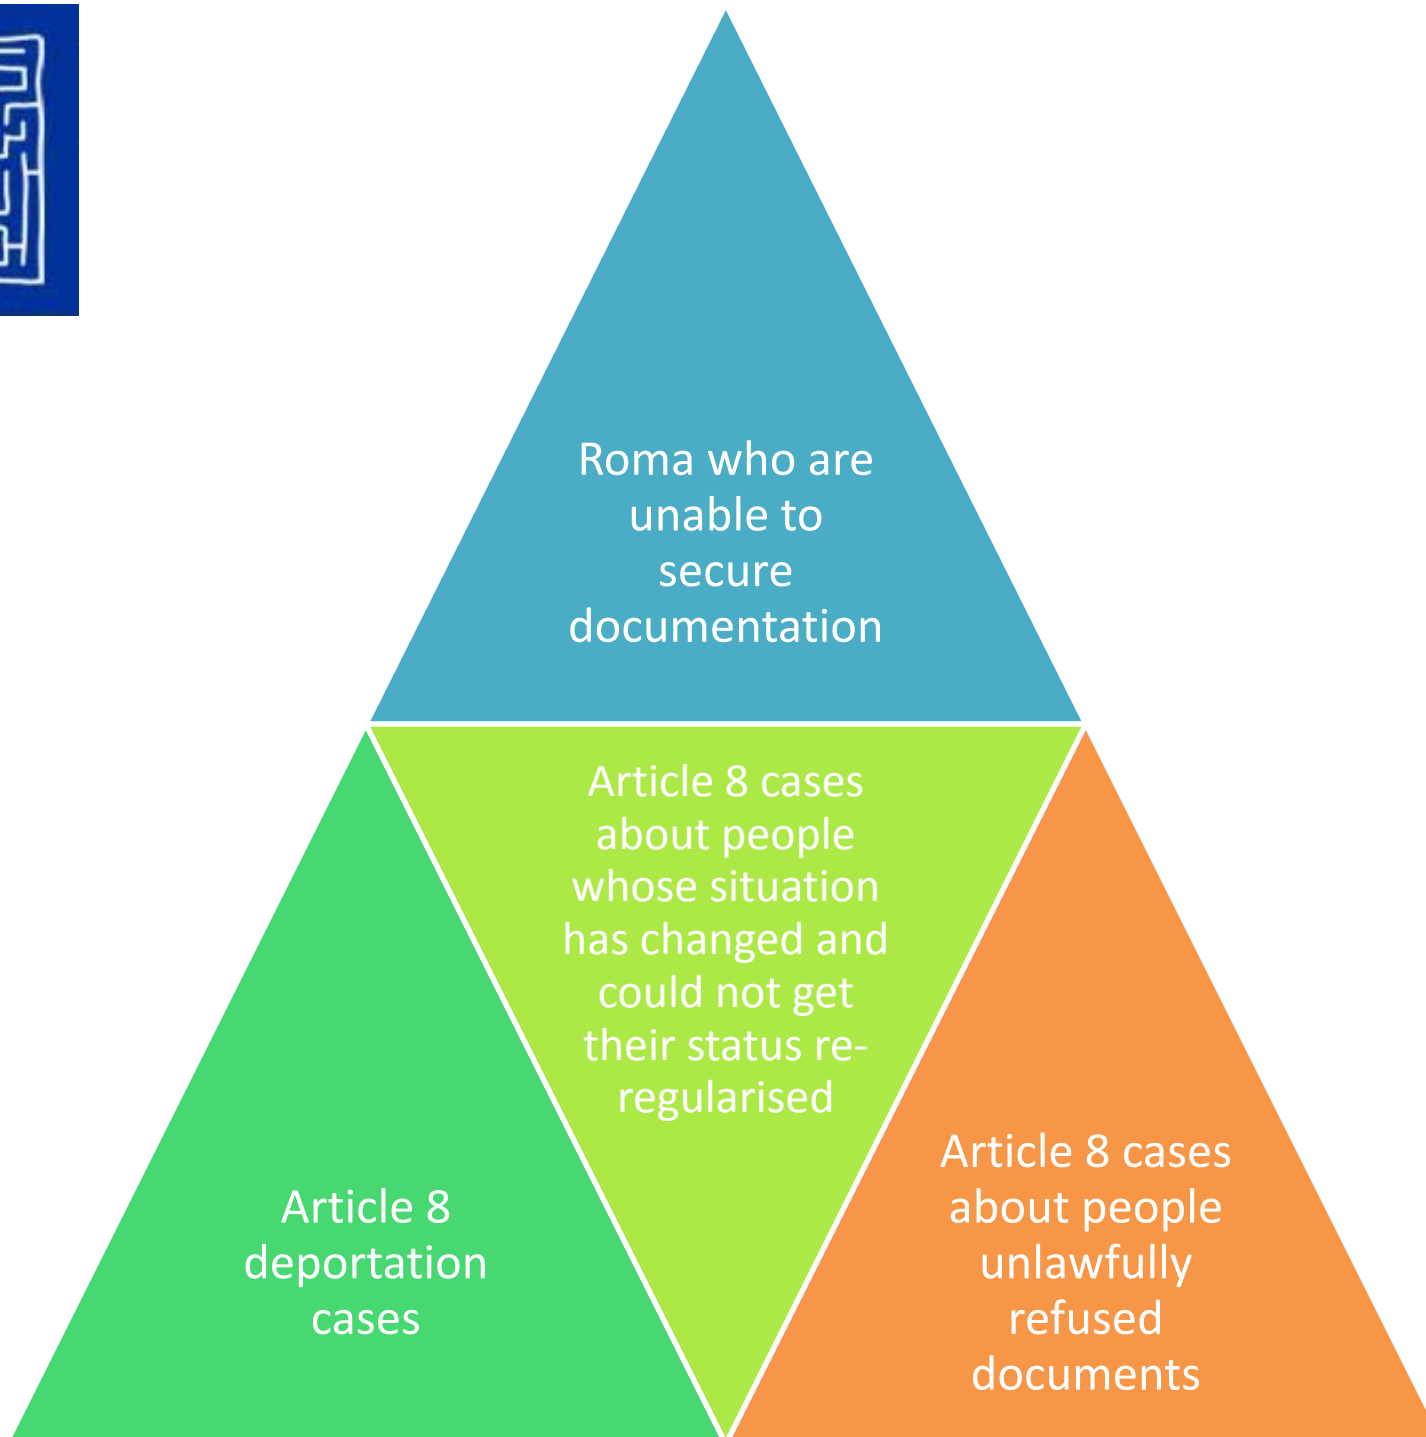 Roma who are
unable to
secure
documentation
Article 8 cases
about people
whose situation
has changed and
could not get
their status re-
regularised
Article 8
deportation
cases
Article 8 cases
about people
unlawfully
refused
documents